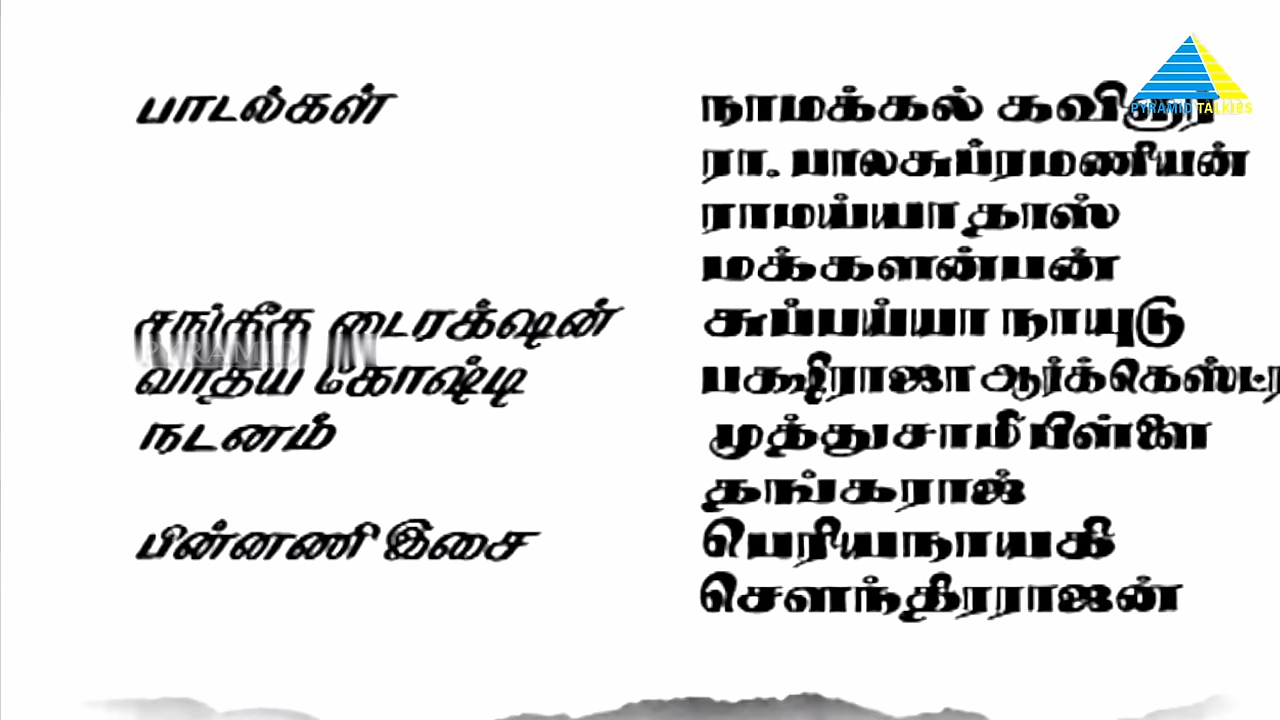 PYRAMID TALKIES
பாடல்கள் நாமக்கல் கவிஞர்
ரா. பாலசுப்ரமணியன்
ராமய்யாதாஸ்
மக்களன்பன்
சங்கீத டைரக்ஷன் சுப்பய்யா நாயுடு
PYRAMID
வாத்ய கோஷ்டி பக்ஷிராஜா ஆர்க்கெஸ்ட்ரா
நடனம் முத்துசாமி பிள்ளை
தங்கராஜ்
பின்னணி இசை பெரியநாயகி
சௌந்திரராஜன்